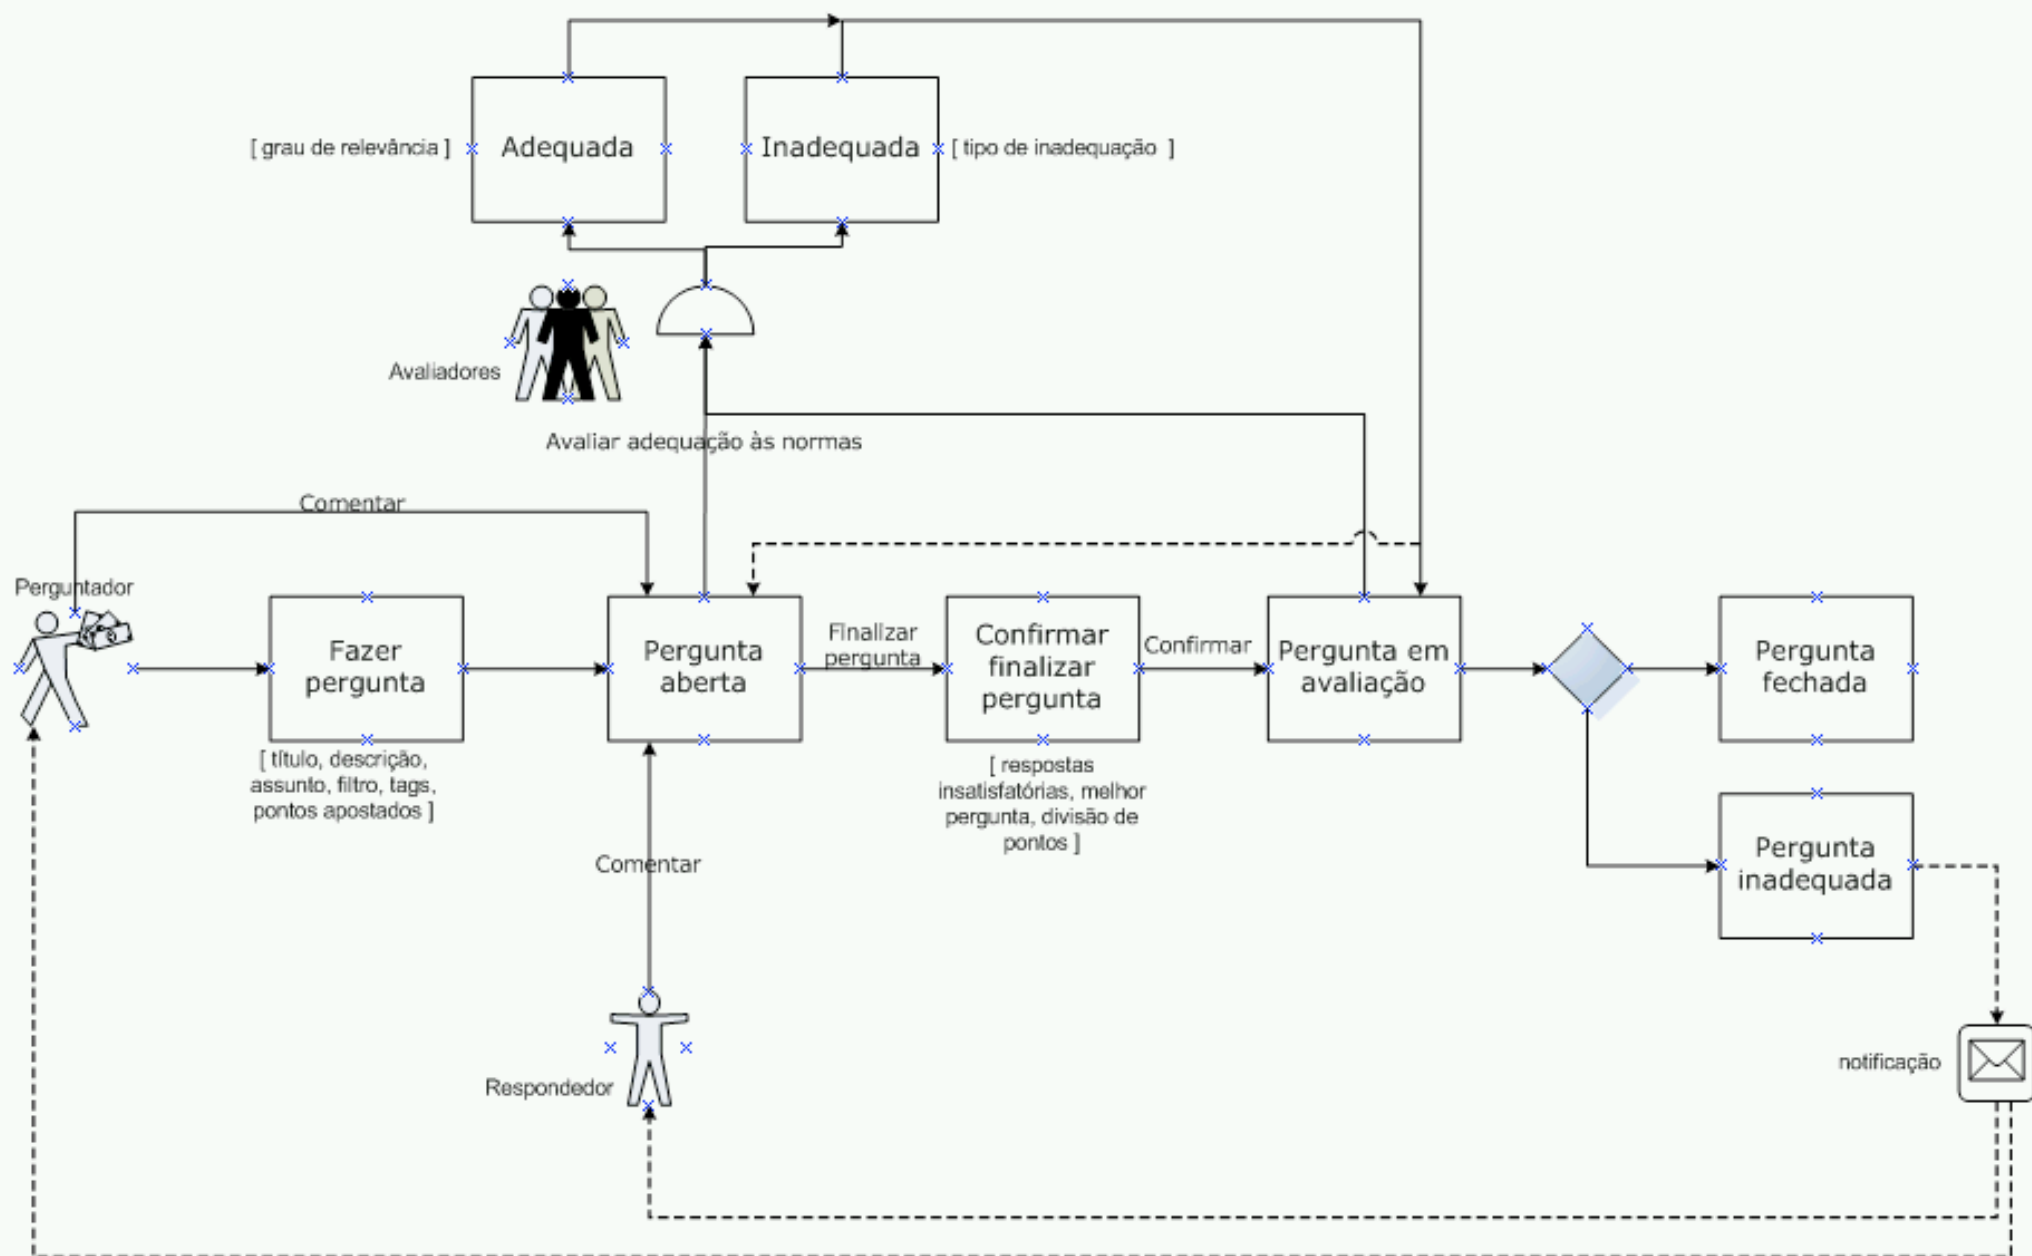 [ grau de relevância ]
Adequada
Inadequada
[ tipo de inadequação ]
Avaliadores
Avaliar adequação às normas
Comentar
Perguntador
Fazer
pergunta
[ título, descrição,
assunto, filtro, tags,
pontos apostados ]
Pergunta
aberta
Finalizar
pergunta
Confirmar
finalizar
pergunta
[ respostas
insatisfatórias, melhor
pergunta, divisão de
pontos ]
Confirmar
Pergunta em
avaliação
Pergunta
fechada
Pergunta
inadequada
Comentar
Respondedor
notificação